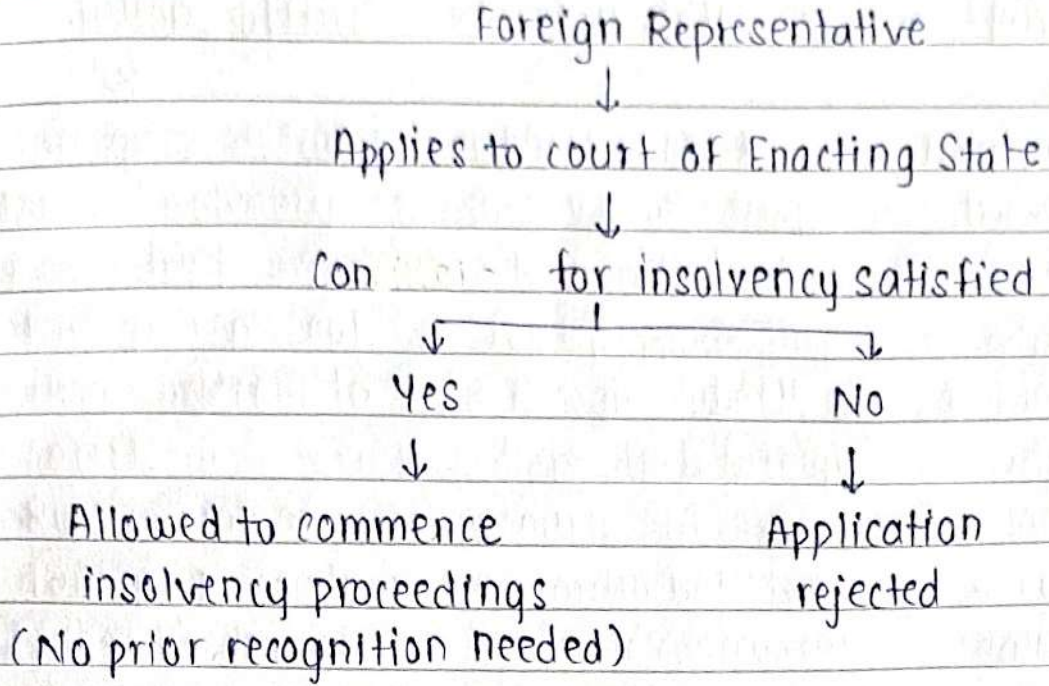 Foreign Representative
↓
Applies to court of Enacting State
↓
Con for insolvency satisfied
↓ ↓
Yes No
↓ ↓
Allowed to commence Application
insolvency proceedings rejected
(No prior recognition needed)